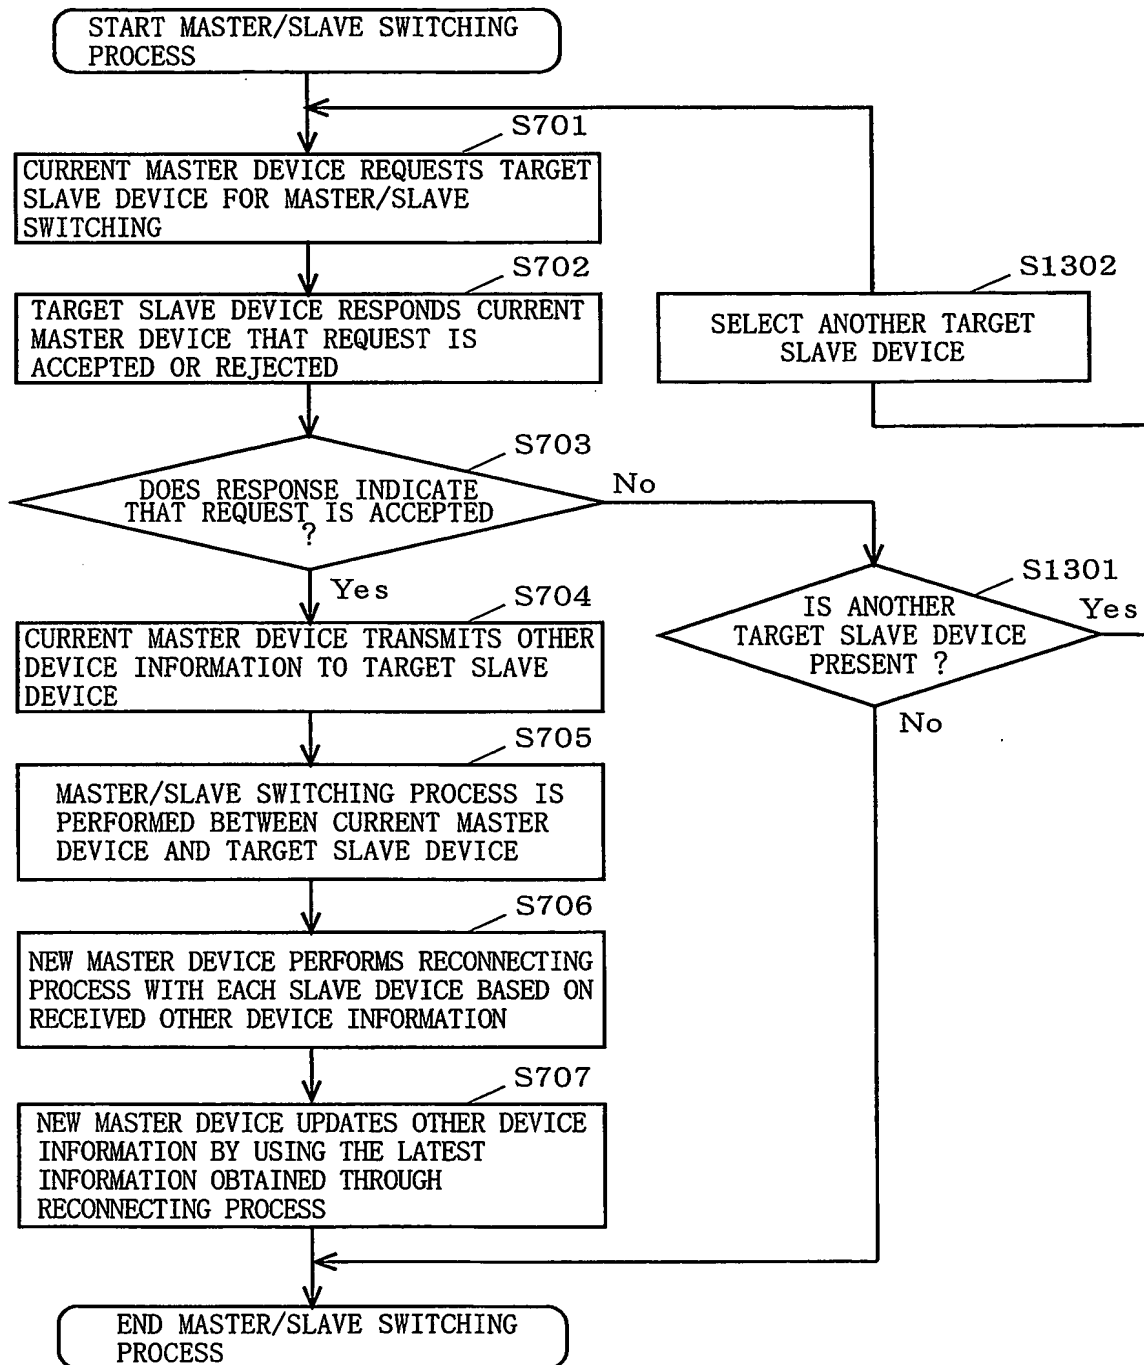 START MASTER/SLAVE SWITCHING
PROCESS
S701
CURRENT MASTER DEVICE REQUESTS TARGET
SLAVE DEVICE FOR MASTER/SLAVE
SWITCHING
S702
TARGET SLAVE DEVICE RESPONDS CURRENT
MASTER DEVICE THAT REQUEST IS
ACCEPTED OR REJECTED
S1302
SELECT ANOTHER TARGET
SLAVE DEVICE
S703
DOES RESPONSE INDICATE
THAT REQUEST IS ACCEPTED
?
No
Yes
S1301
IS ANOTHER
TARGET SLAVE DEVICE
PRESENT ?
Yes
No
S704
CURRENT MASTER DEVICE TRANSMITS OTHER
DEVICE INFORMATION TO TARGET SLAVE
DEVICE
S705
MASTER/SLAVE SWITCHING PROCESS IS
PERFORMED BETWEEN CURRENT MASTER
DEVICE AND TARGET SLAVE DEVICE
S706
NEW MASTER DEVICE PERFORMS RECONNECTING
PROCESS WITH EACH SLAVE DEVICE BASED ON
RECEIVED OTHER DEVICE INFORMATION
S707
NEW MASTER DEVICE UPDATES OTHER DEVICE
INFORMATION BY USING THE LATEST
INFORMATION OBTAINED THROUGH
RECONNECTING PROCESS
END MASTER/SLAVE SWITCHING
PROCESS